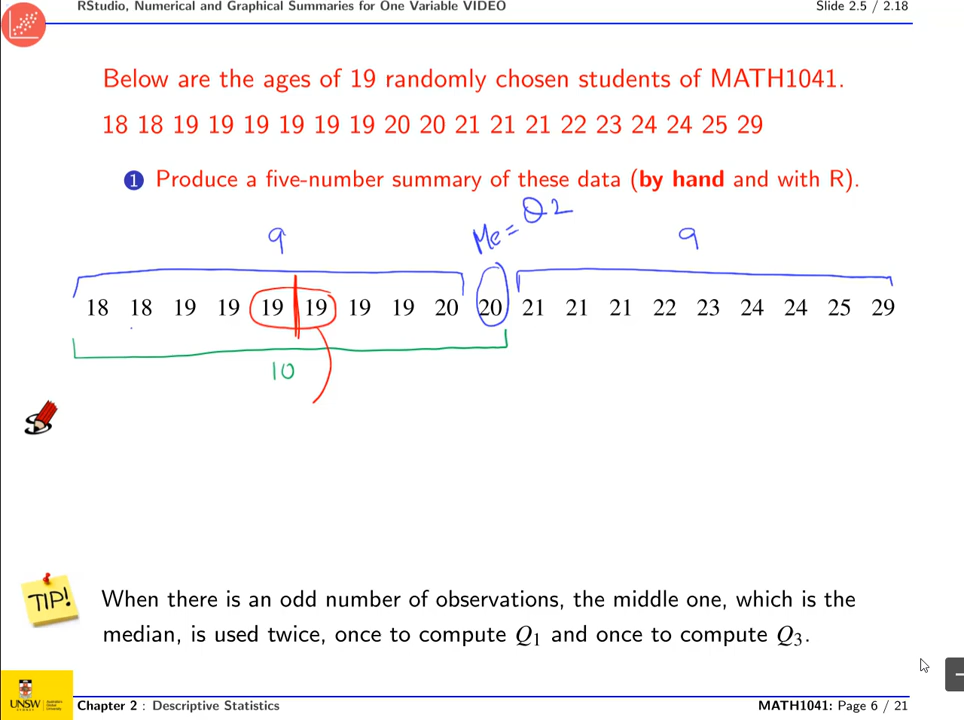 RStudio, Numerical and Graphical Summaries for One Variable VIDEO Slide 2.5 / 2.18
Below are the ages of 19 randomly chosen students of MATH1041.
18 18 19 19 19 19 19 19 20 20 21 21 21 22 23 24 24 25 29
1 Produce a five-number summary of these data (by hand and with R).
9 Me = Q2 9
18 18 19 19 19 19 19 19 20 20 21 21 21 22 23 24 24 25 29
10
TIP!
When there is an odd number of observations, the middle one, which is the
median, is used twice, once to compute Q1 and once to compute Q3.
UNSW
Chapter 2 : Descriptive Statistics MATH1041: Page 6 / 21